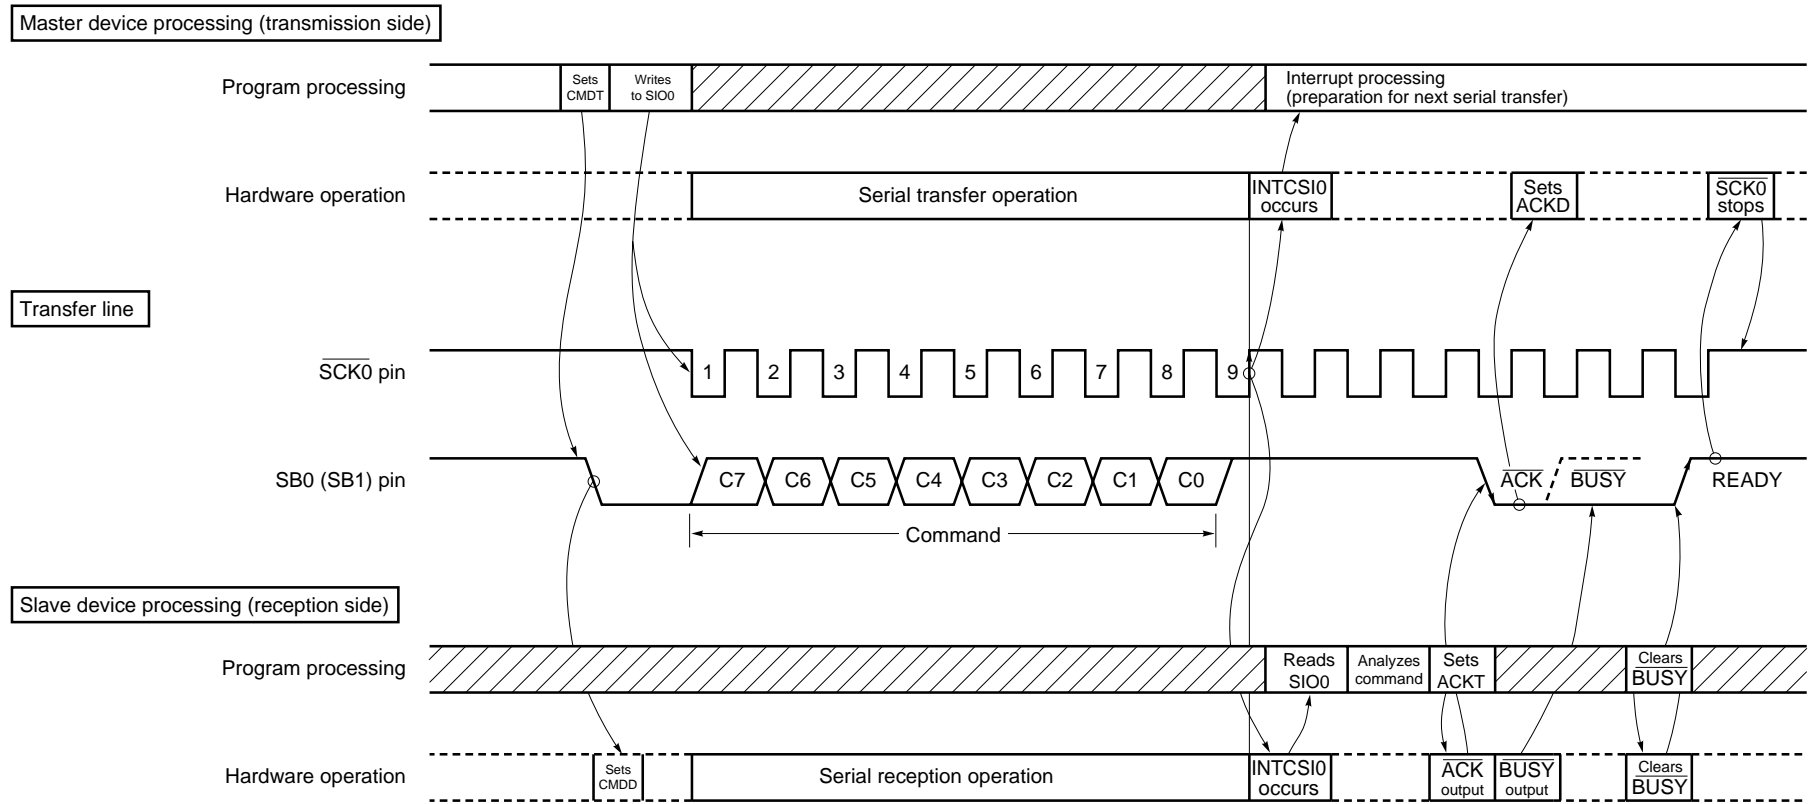 Master device processing (transmission side)
Program processing
Sets
CMDT
Writes
to SIO0
Interrupt processing
(preparation for next serial transfer)
Hardware operation
Serial transfer operation
INTCSI0
occurs
Sets
ACKD
SCK0
stops
Transfer line
SCK0 pin
1 2 3 4 5 6 7 8 9
SB0 (SB1) pin
C7 C6 C5 C4 C3 C2 C1 C0
ACK
BUSY
READY
Command
Slave device processing (reception side)
Program processing
Reads
SIO0
Analyzes
command
Sets
ACKT
Clears
BUSY
Hardware operation
Sets
CMDD
Serial reception operation
INTCSI0
occurs
ACK
output
BUSY
output
Clears
BUSY